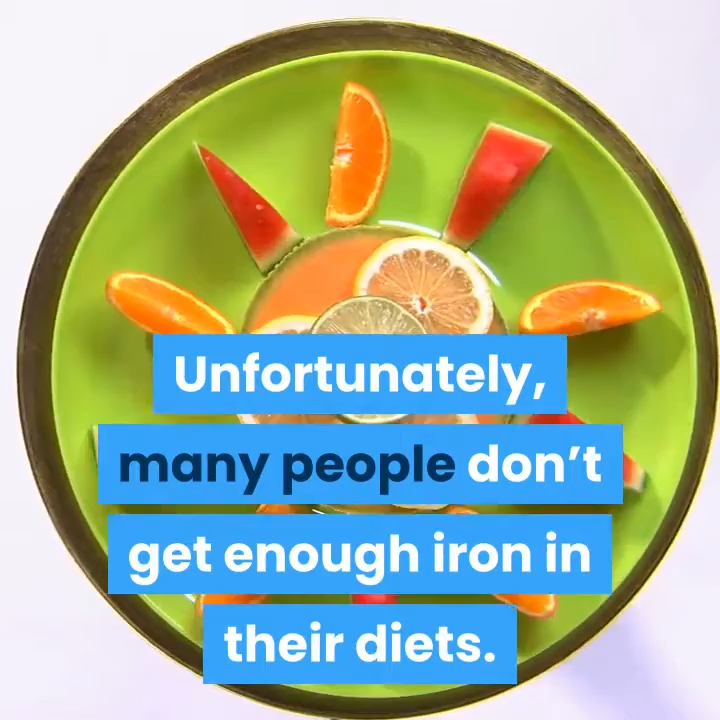 Unfortunately,
many people don’t
get enough iron in
their diets.